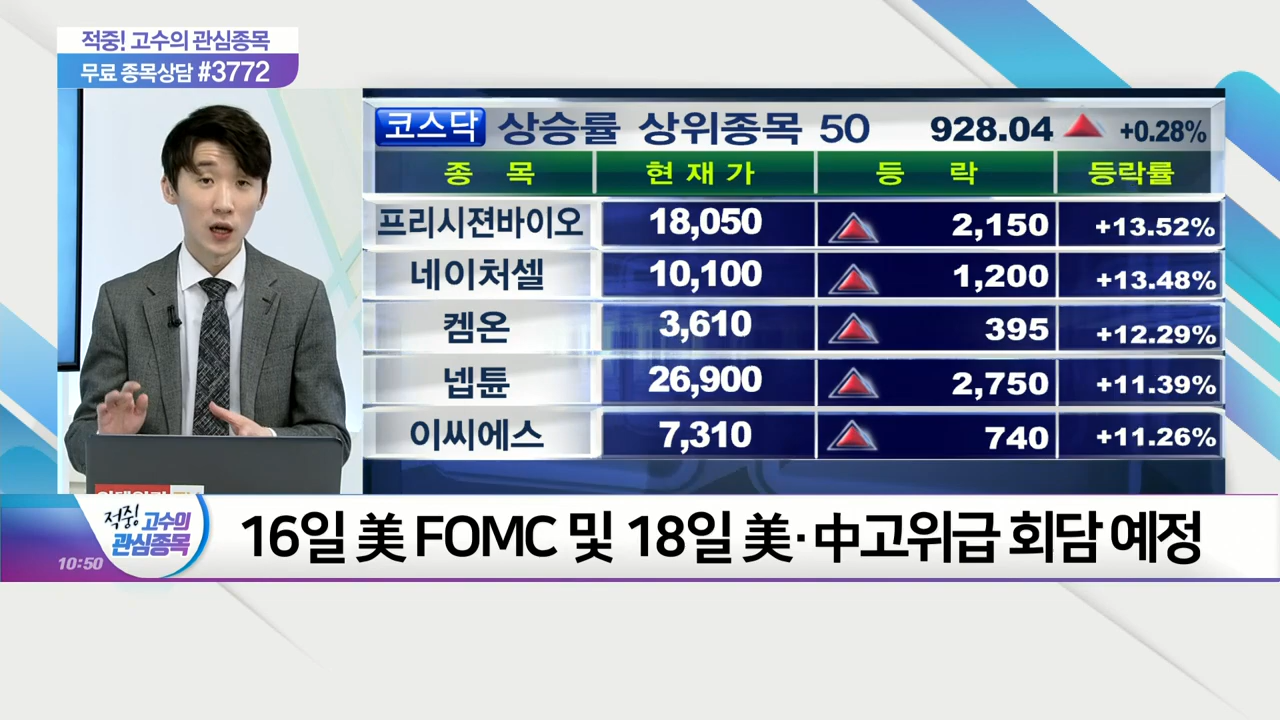 적중! 고수의 관심종목
무료 종목상담 #3772
코스닥 상승률 상위종목 50 928.04 +0.28%
종 목 현재가 등 락 등락률
프리시젼바이오 18,050 2,150 +13.52%
네이처셀 10,100 1,200 +13.48%
켐온 3,610 395 +12.29%
넵튠 26,900 2,750 +11.39%
이씨에스 7,310 740 +11.26%
적중! 고수의
관심종목
10:50
16일 美 FOMC 및 18일 美·中고위급 회담 예정